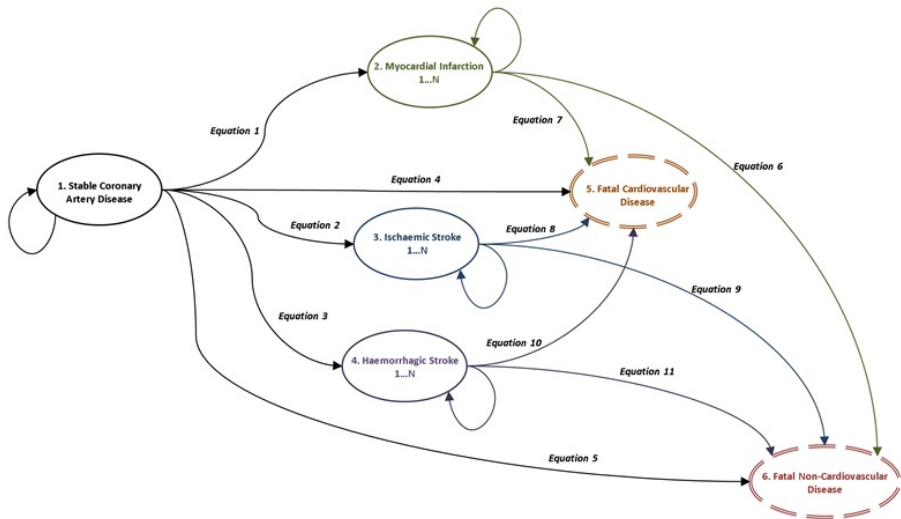 2. Myocardial Infarction
1...N
Equation 1
Equation 7
Equation 6
1. Stable Coronary
Artery Disease
Equation 4
5. Fatal Cardiovascular
Disease
Equation 2
3. Ischaemic Stroke
1...N
Equation 8
Equation 9
Equation 3
Equation 10
4. Haemorrhagic Stroke
1...N
Equation 11
Equation 5
6. Fatal Non-Cardiovascular
Disease